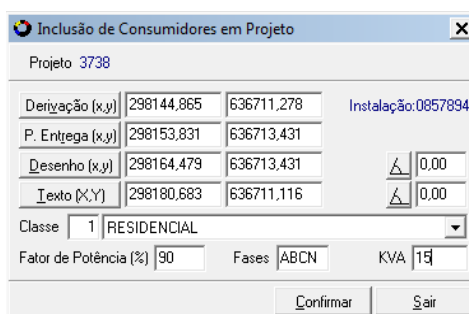 Inclusão de Consumidores em Projeto
Projeto 3738
Derivação (x,y) 298144,865 636711,278 Instalação:0857894
P. Entrega (x,y) 298153,831 636713,431
Desenho (x,y) 298164,479 636713,431 0,00
Texto (X,Y) 298180,683 636711,116 0,00
Classe 1 RESIDENCIAL
Fator de Potência (%) 90 Fases ABCN KVA 15
Confirmar Sair